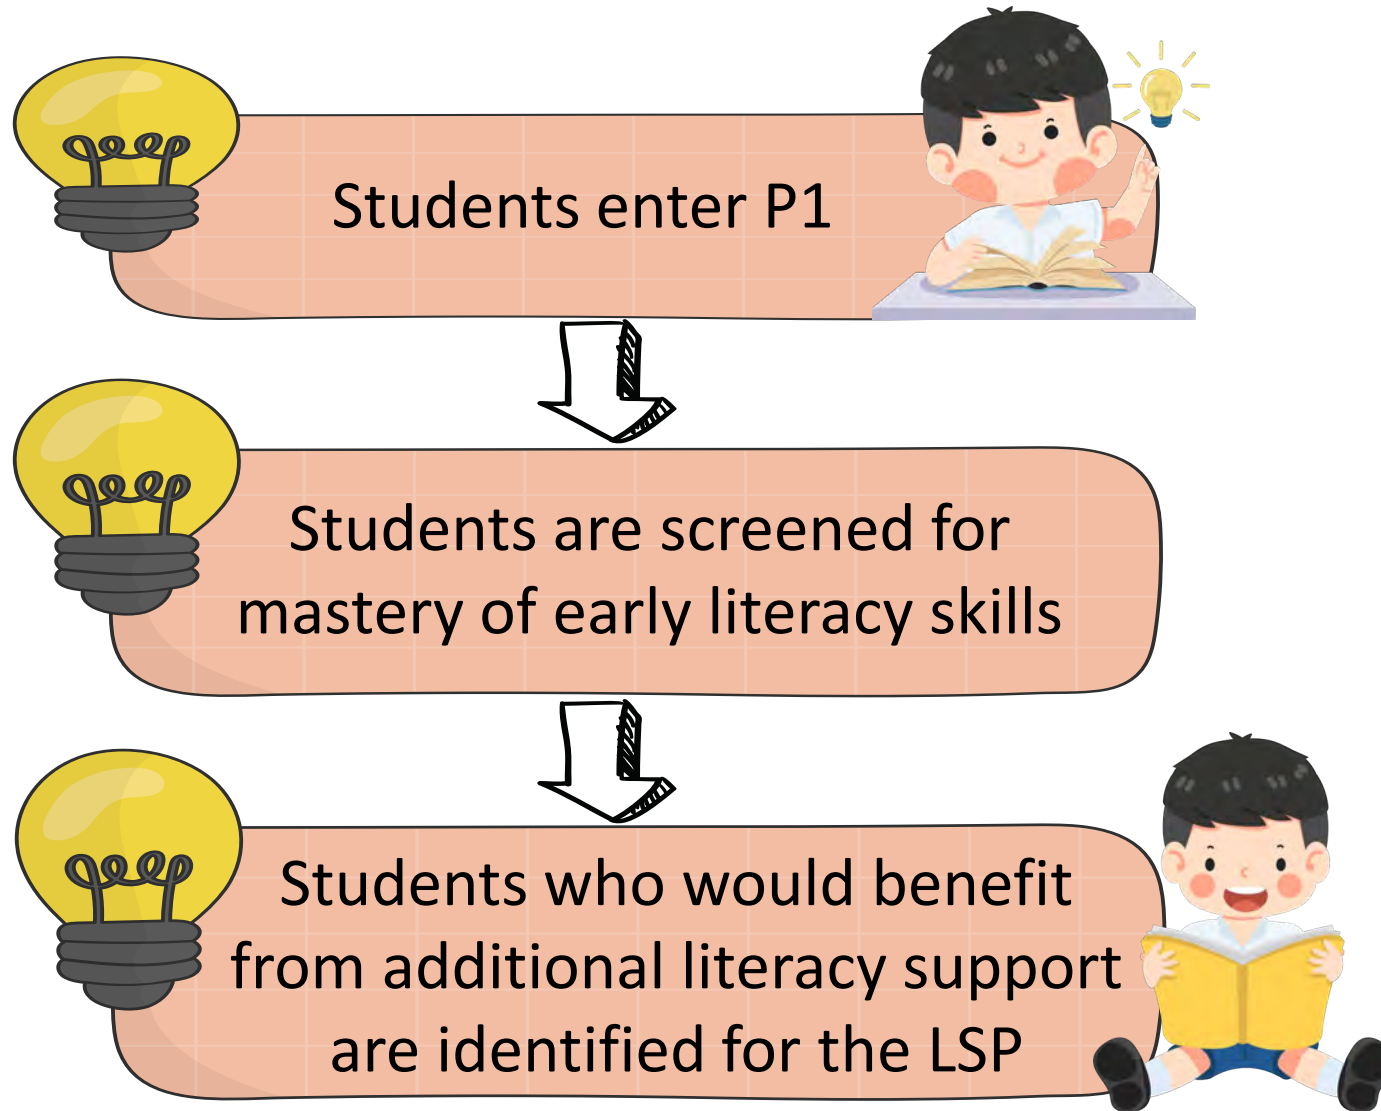 Students enter P1
Students are screened for
mastery of early literacy skills
Students who would benefit
from additional literacy support
are identified for the LSP